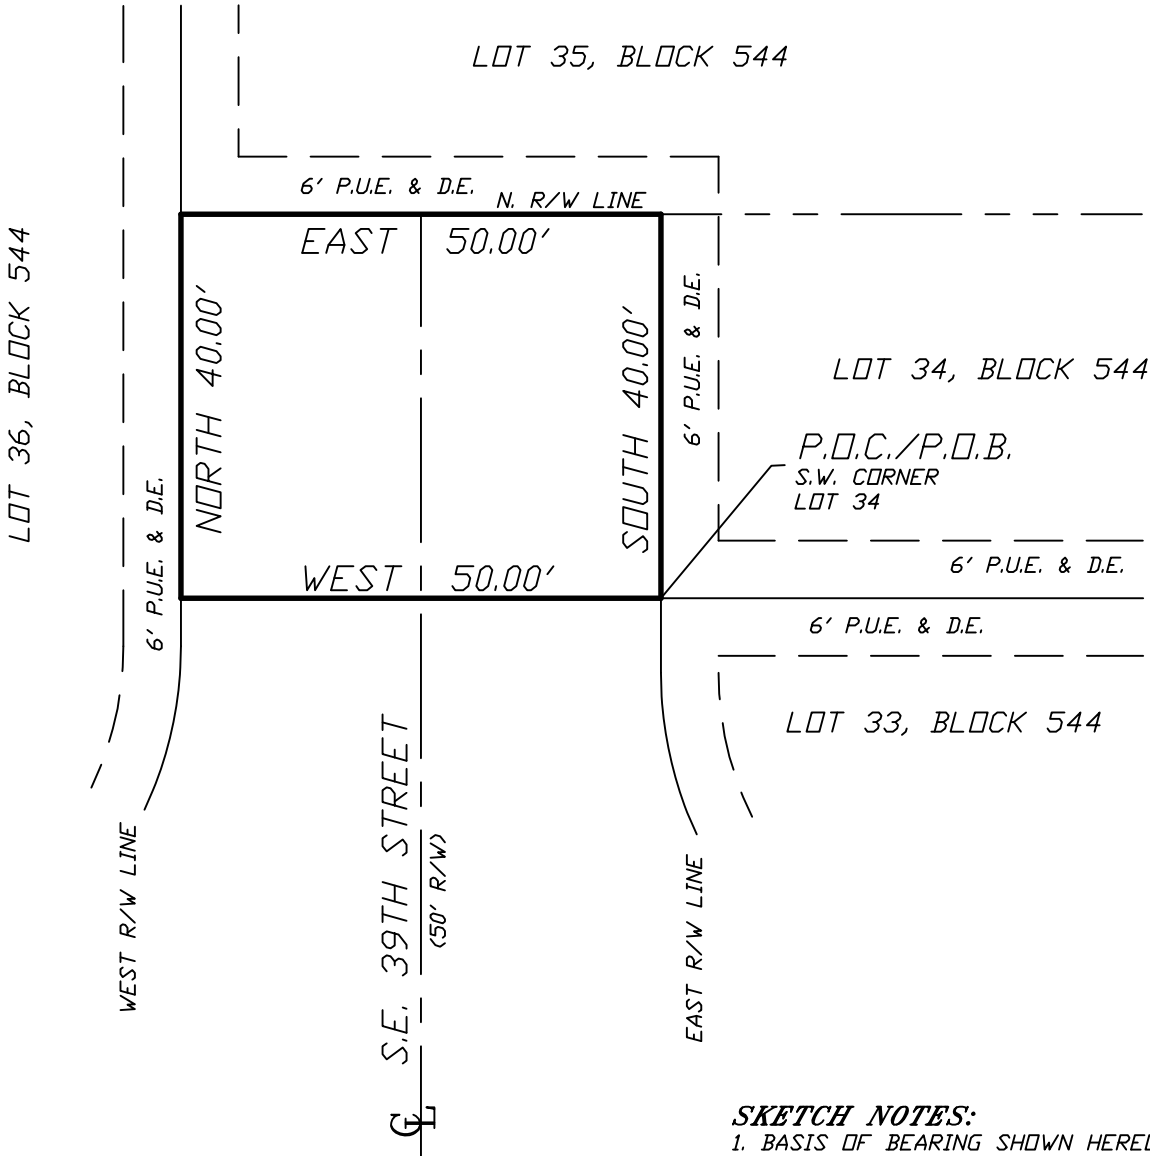 LOT 35, BLOCK 544
6' P.U.E. & D.E.
N. R/W LINE
EAST 50.00'
LOT 36, BLOCK 544
NORTH 40.00'
SOUTH 40.00'
6' P.U.E. & D.E.
LOT 34, BLOCK 544
P.O.C./P.O.B.
S.W. CORNER
LOT 34
6' P.U.E. & D.E.
WEST 50.00'
6' P.U.E. & D.E.
6' P.U.E. & D.E.
LOT 33, BLOCK 544
WEST R/W LINE
S.E. 39TH STREET
(50' R/W)
EAST R/W LINE
CL
SKETCH NOTES:
1. BASIS OF BEARING SHOWN